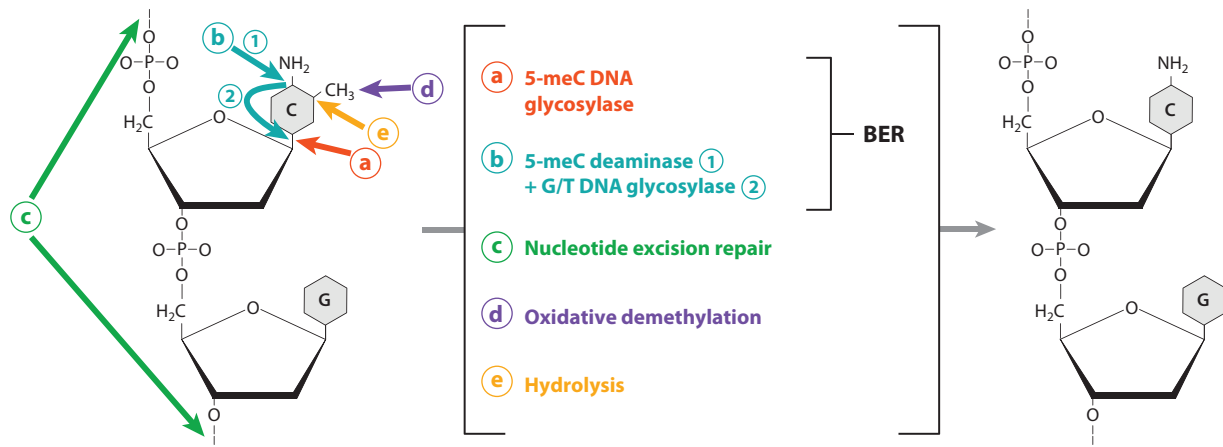 b 1
NH₂
CH₃
d
2
C
e
a
O
O–P–O
O
H₂C
O
c
O
O–P–O
O
H₂C
O
G
O
a 5-meC DNA
glycosylase
b 5-meC deaminase 1
+ G/T DNA glycosylase 2
BER
c Nucleotide excision repair
d Oxidative demethylation
e Hydrolysis
O
O–P–O
O
H₂C
O
NH₂
C
O
O–P–O
O
H₂C
O
G
O